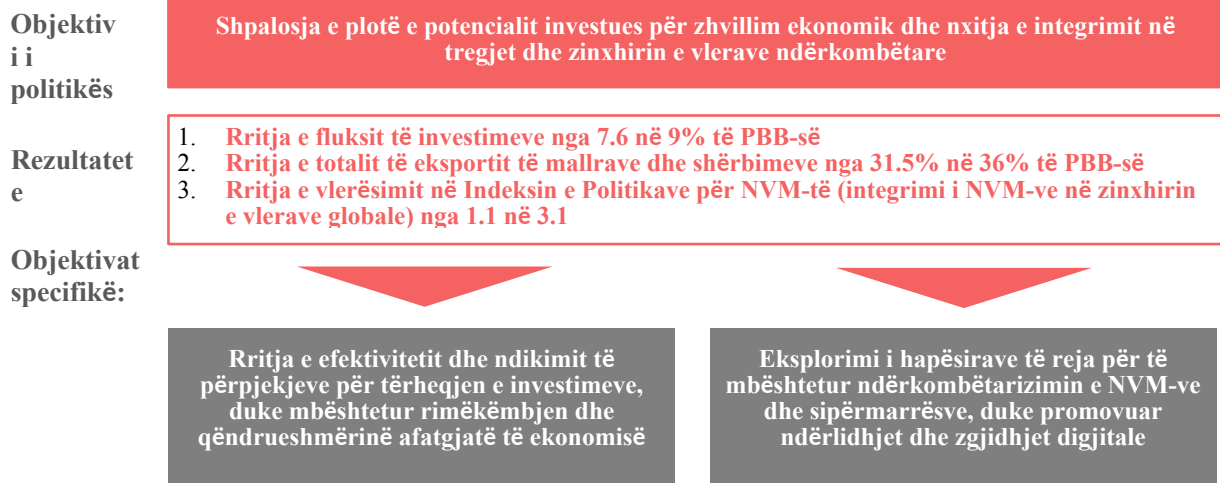 Objektiv
i i
politikës
Shpalosja e plotë e potencialit investues për zhvillim ekonomik dhe nxitja e integrimit në
tregjet dhe zinxhirin e vlerave ndërkombëtare
Rezultatet
e
1. Rritja e fluksit të investimeve nga 7.6 në 9% të PBB-së
2. Rritja e totalit të eksportit të mallrave dhe shërbimeve nga 31.5% në 36% të PBB-së
3. Rritja e vlerësimit në Indeksin e Politikave për NVM-të (integrimi i NVM-ve në zinxhirin
e vlerave globale) nga 1.1 në 3.1
Objektivat
specifikë:
Rritja e efektivitetit dhe ndikimit të
përpjekjeve për tërheqjen e investimeve,
duke mbështetur rimëkëmbjen dhe
qëndrueshmërinë afatgjatë të ekonomisë
Eksplorimi i hapësirave të reja për të
mbështetur ndërkombëtarizimin e NVM-ve
dhe sipërmarrësve, duke promovuar
ndërlidhjet dhe zgjidhjet digjitale